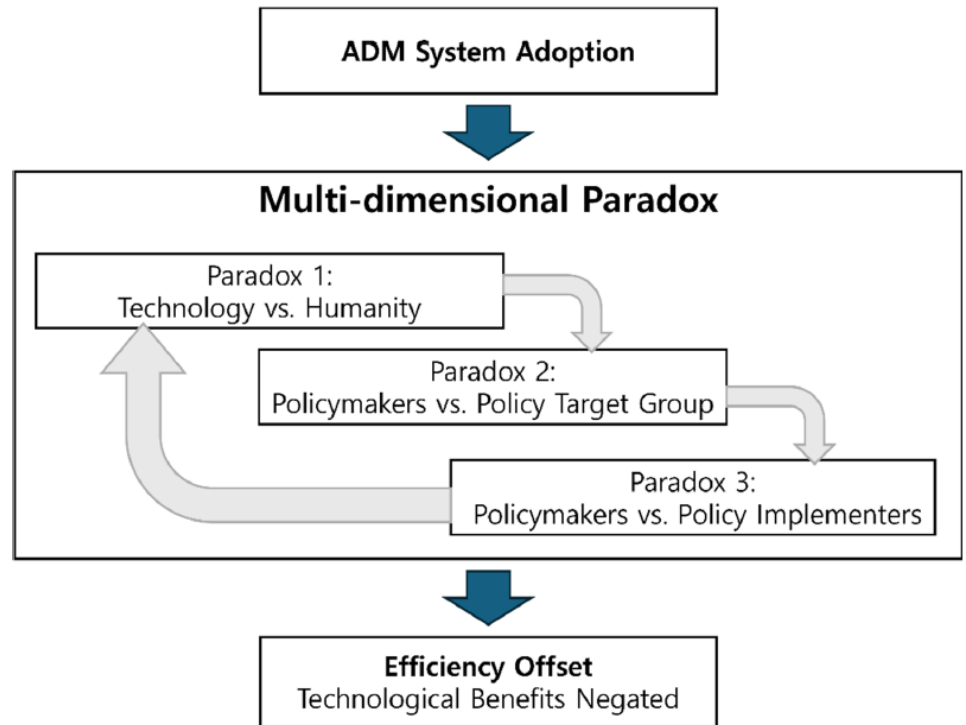 ADM System Adoption
Multi-dimensional Paradox
Paradox 1:
Technology vs. Humanity
Paradox 2:
Policymakers vs. Policy Target Group
Paradox 3:
Policymakers vs. Policy Implementers
Efficiency Offset
Technological Benefits Negated